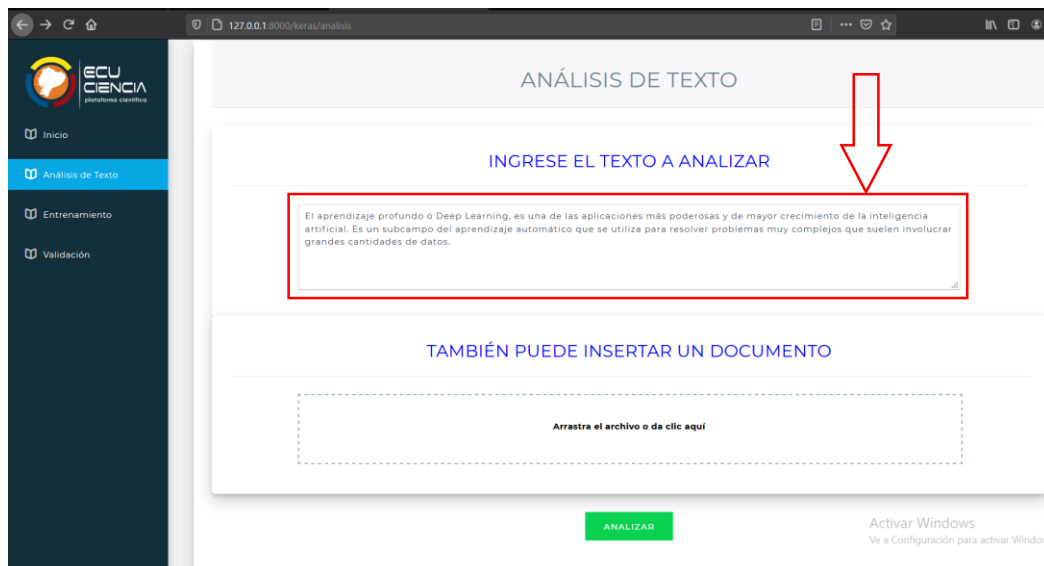 127.0.0.1:8000/keras/analisis
ECU
CIENCIA
plataforma científica
Inicio
Análisis de Texto
Entrenamiento
Validación
ANÁLISIS DE TEXTO
INGRESE EL TEXTO A ANALIZAR
El aprendizaje profundo o Deep Learning, es una de las aplicaciones más poderosas y de mayor crecimiento de la inteligencia
artificial. Es un subcampo del aprendizaje automático que se utiliza para resolver problemas muy complejos que suelen involucrar
grandes cantidades de datos.
TAMBIÉN PUEDE INSERTAR UN DOCUMENTO
Arrastra el archivo o da clic aquí
ANALIZAR
Activar Windows
Ve a Configuración para activar Windo